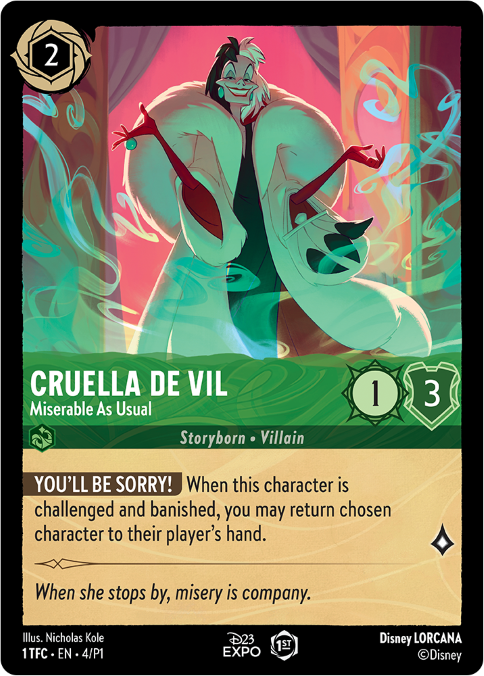 2
CRUELLA DE VIL
Miserable As Usual
1
3
Storyborn • Villain
YOU'LL BE SORRY! When this character is
challenged and banished, you may return chosen
character to their player's hand.
When she stops by, misery is company.
Illus. Nicholas Kole
1 TFC • EN • 4/P1
D23
EXPO
1ST
Disney LORCANA
©Disney